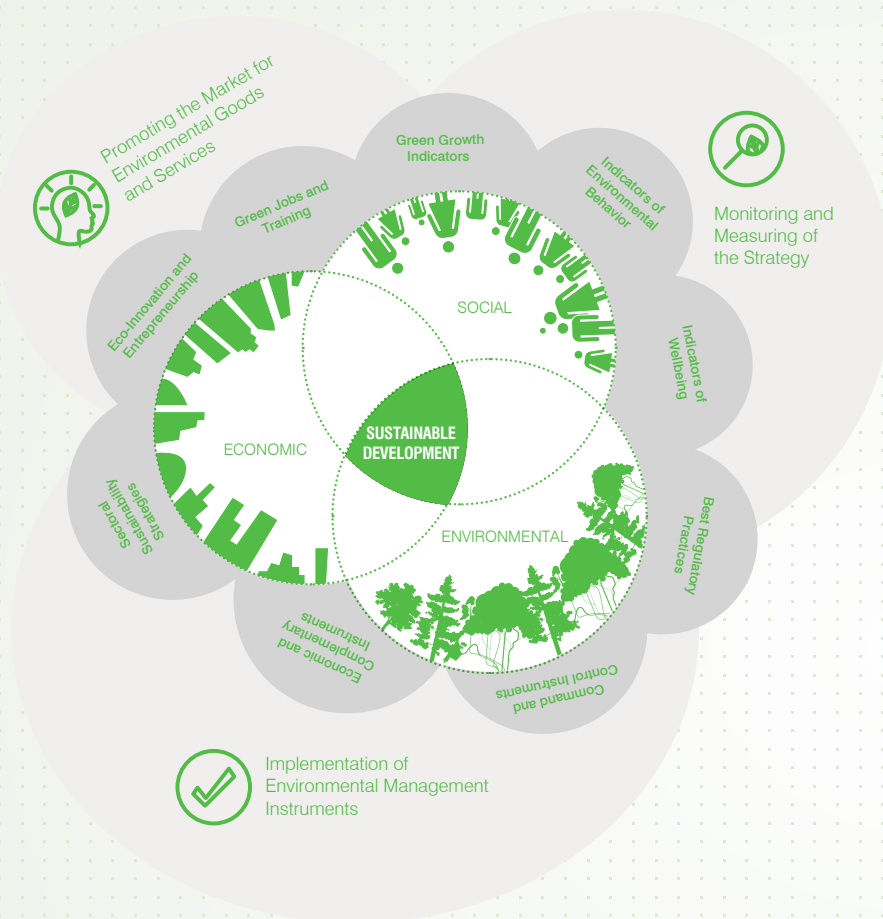 Promoting the Market for
Environmental Goods
and Services
Green Growth
Indicators
Indicators of
Environmental
Behavior
Monitoring and
Measuring of
the Strategy
Green Jobs and
Training
Eco-Innovation and
Entrepreneurship
SOCIAL
Indicators of
Wellbeing
ECONOMIC
SUSTAINABLE
DEVELOPMENT
ENVIRONMENTAL
Sectoral
Sustainability
Strategies
Best Regulatory
Practices
Economic and
Complementary
Instruments
Command and
Control Instruments
Implementation of
Environmental Management
Instruments